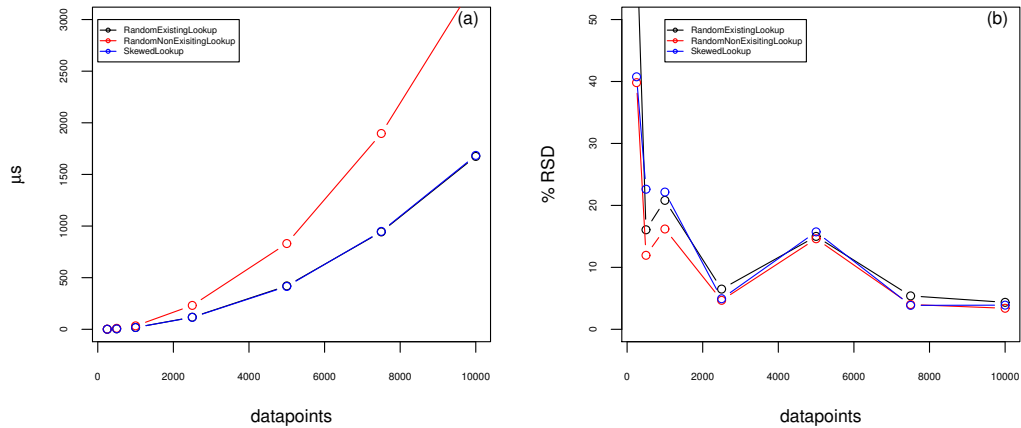 (a)
RandomExistingLookup
RandomNonExisitingLookup
SkewedLookup
3000
2500
2000
1500
1000
500
0
µs
0 2000 4000 6000 8000 10000
datapoints
(b)
RandomExistingLookup
RandomNonExisitingLookup
SkewedLookup
50
40
30
20
10
0
% RSD
0 2000 4000 6000 8000 10000
datapoints